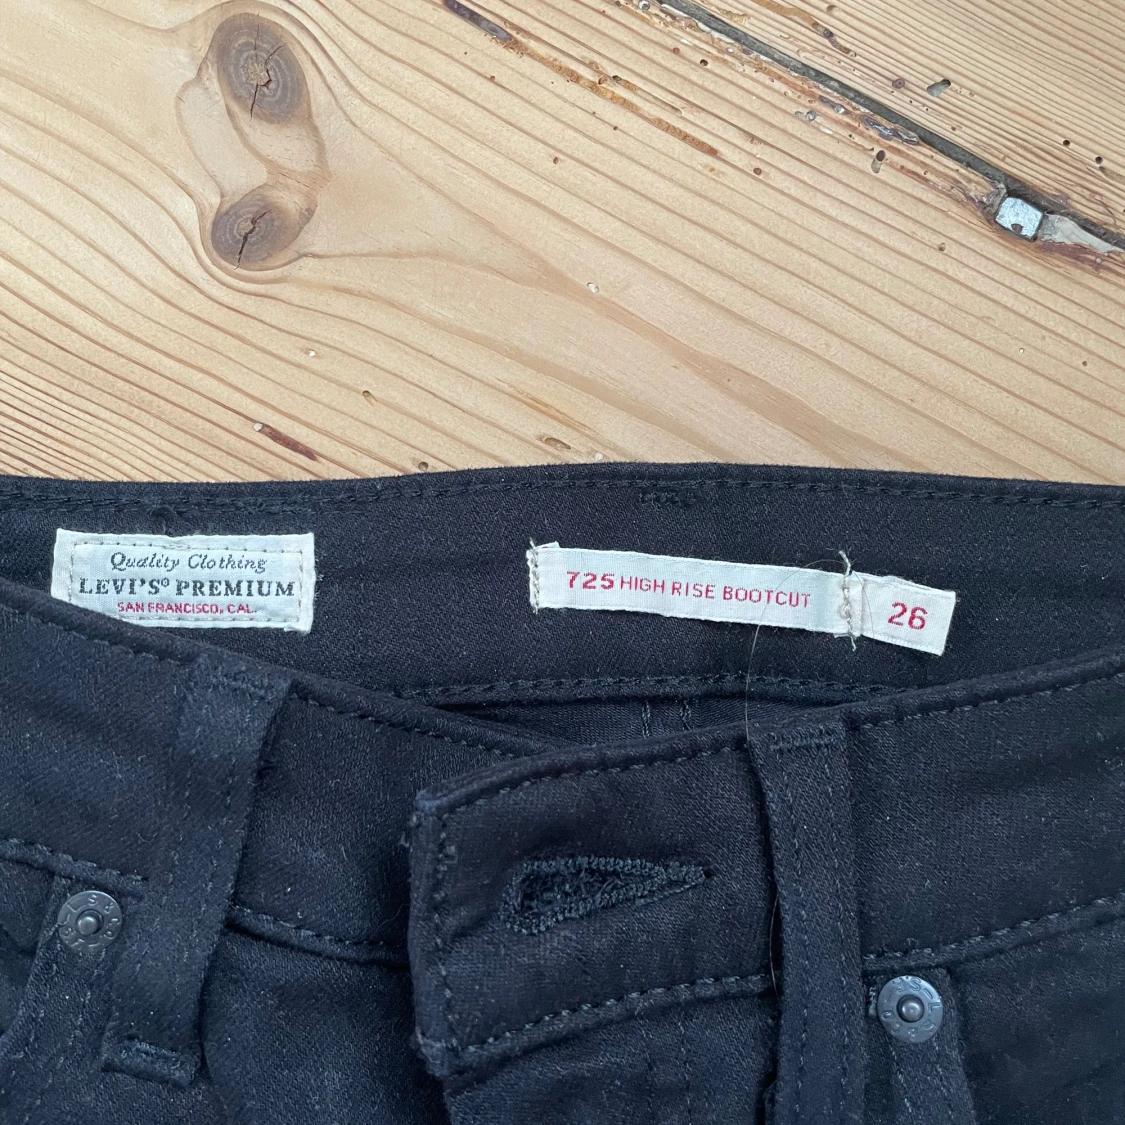 Quality Clothing
LEVI'S® PREMIUM
SAN FRANCISCO, CAL.
725 HIGH RISE BOOTCUT
26